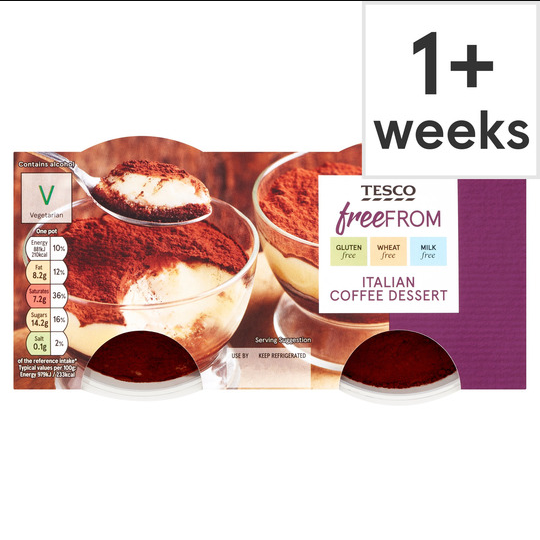 1+
weeks
Contains alcohol
V
Vegetarian
One pot
Energy
881kJ
210kcal
10%
Fat
8.2g
12%
Saturates
7.2g
36%
Sugars
14.2g
16%
Salt
0.1g
2%
of the reference intake*
Typical values per 100g:
Energy 979kJ / 233kcal
TESCO
freeFROM
GLUTEN
free
WHEAT
free
MILK
free
ITALIAN
COFFEE DESSERT
Serving Suggestion
USE BY KEEP REFRIGERATED